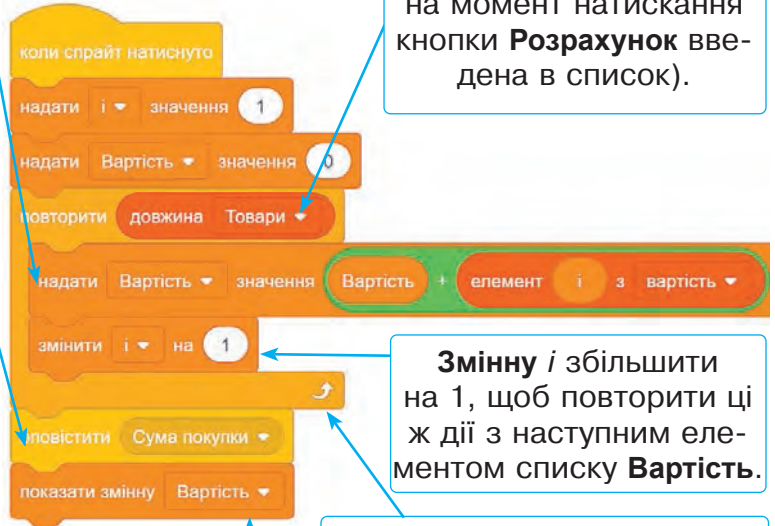 на момент натискання
кнопки Розрахунок вве-
дена в список).
коли спрайт натиснуто
надати i значення 1
надати Вартість значення 0
повторити довжина Товари
надати Вартість значення Вартість + елемент i з вартість
змінити i на 1
Змінну i збільшити
на 1, щоб повторити ці
ж дії з наступним еле-
ментом списку Вартість.
оповістити Сума покупки
показати змінну Вартість